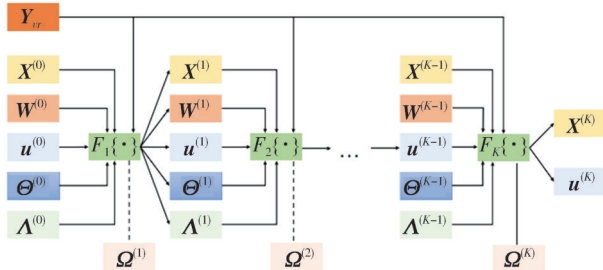 Y_vr
X^(0) X^(1) X^(K-1)
W^(0) W^(1) W^(K-1) X^(K)
u^(0) F_1{·} u^(1) F_2{·} ... u^(K-1) F_K{·}
Θ^(0) Θ^(1) Θ^(K-1) u^(K)
Λ^(0) Λ^(1) Λ^(K-1)
Ω^(1) Ω^(2) Ω^(K)